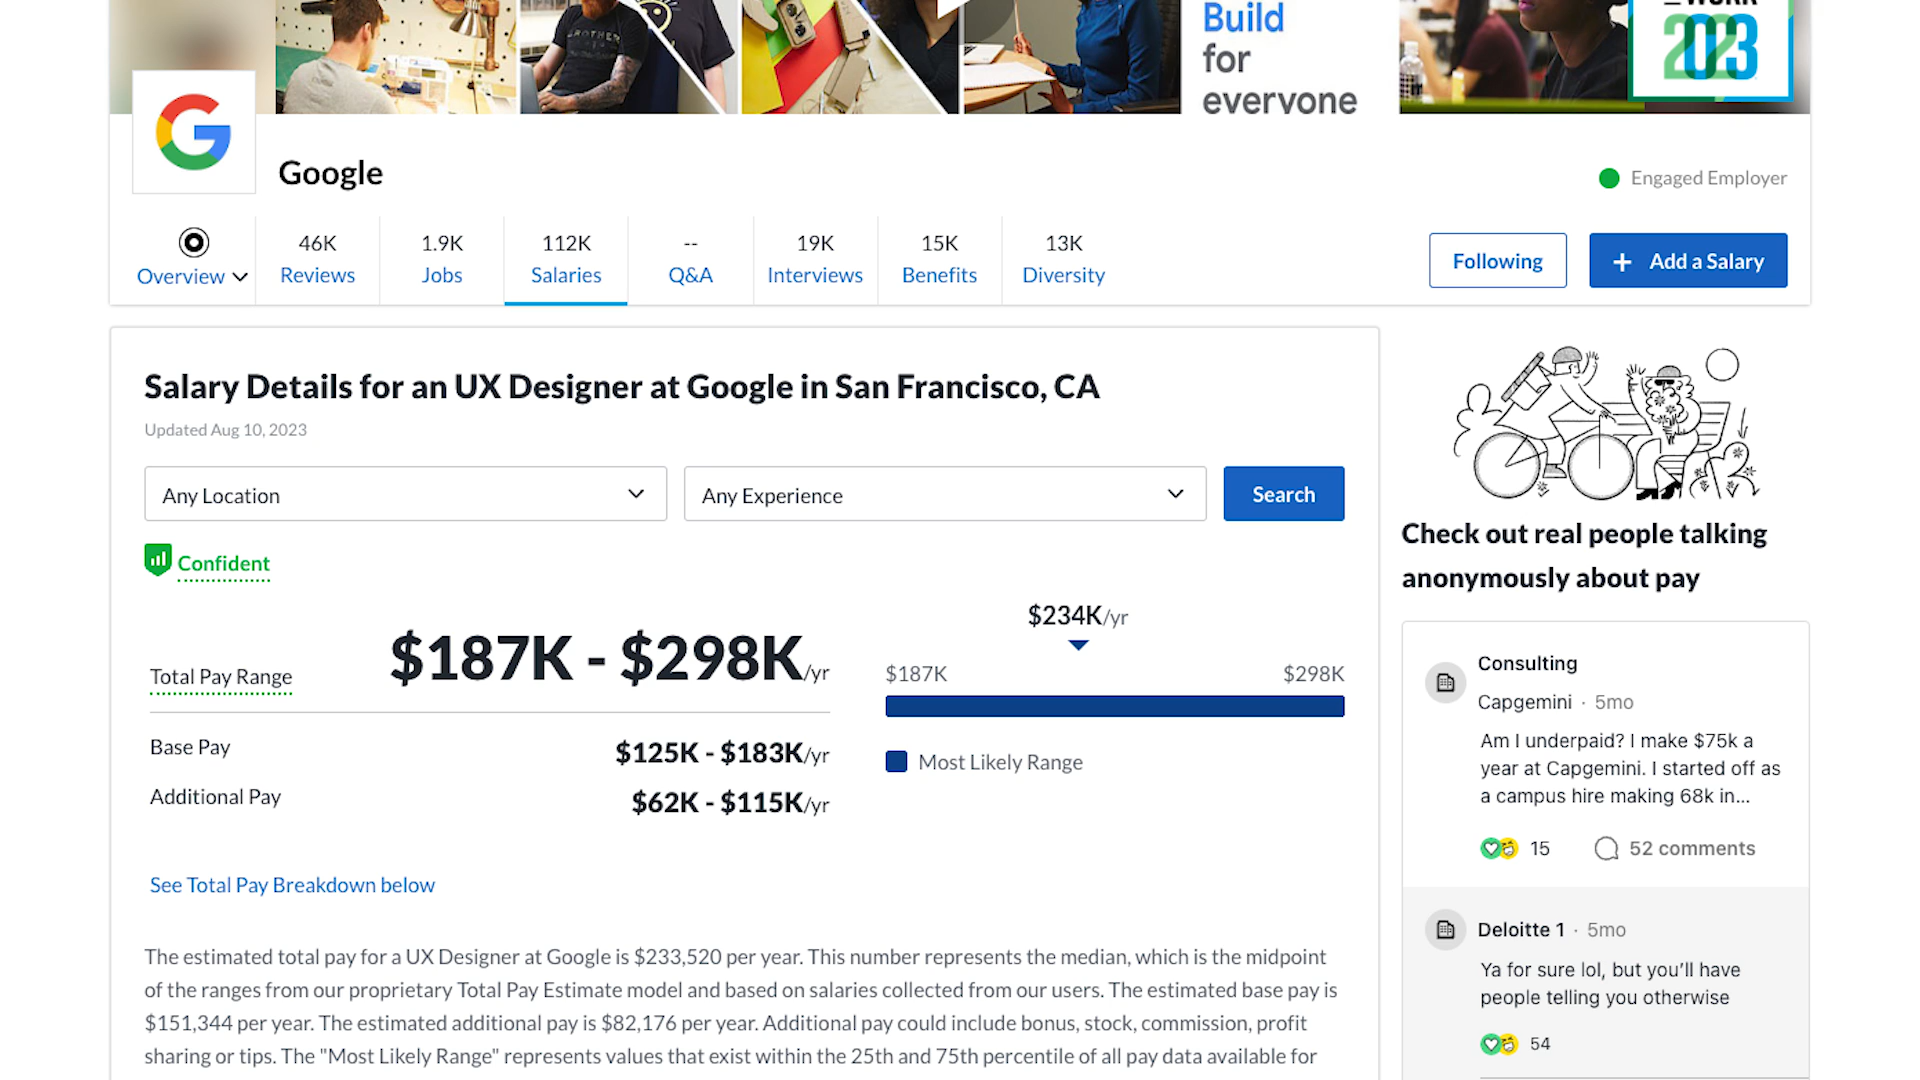 Build
for
everyone
2023
Google
Engaged Employer
Overview
46K
Reviews
1.9K
Jobs
112K
Salaries
--
Q&A
19K
Interviews
15K
Benefits
13K
Diversity
Following
+ Add a Salary
Salary Details for an UX Designer at Google in San Francisco, CA
Updated Aug 10, 2023
Any Location
Any Experience
Search
Confident
Total Pay Range
$187K - $298K/yr
Base Pay
$125K - $183K/yr
Additional Pay
$62K - $115K/yr
$234K/yr
$187K
$298K
Most Likely Range
See Total Pay Breakdown below
The estimated total pay for a UX Designer at Google is $233,520 per year. This number represents the median, which is the midpoint
of the ranges from our proprietary Total Pay Estimate model and based on salaries collected from our users. The estimated base pay is
$151,344 per year. The estimated additional pay is $82,176 per year. Additional pay could include bonus, stock, commission, profit
sharing or tips. The "Most Likely Range" represents values that exist within the 25th and 75th percentile of all pay data available for
Check out real people talking
anonymously about pay
Consulting
Capgemini · 5mo
Am I underpaid? I make $75k a
year at Capgemini. I started off as
a campus hire making 68k in...
15
52 comments
Deloitte 1 · 5mo
Ya for sure lol, but you'll have
people telling you otherwise
54